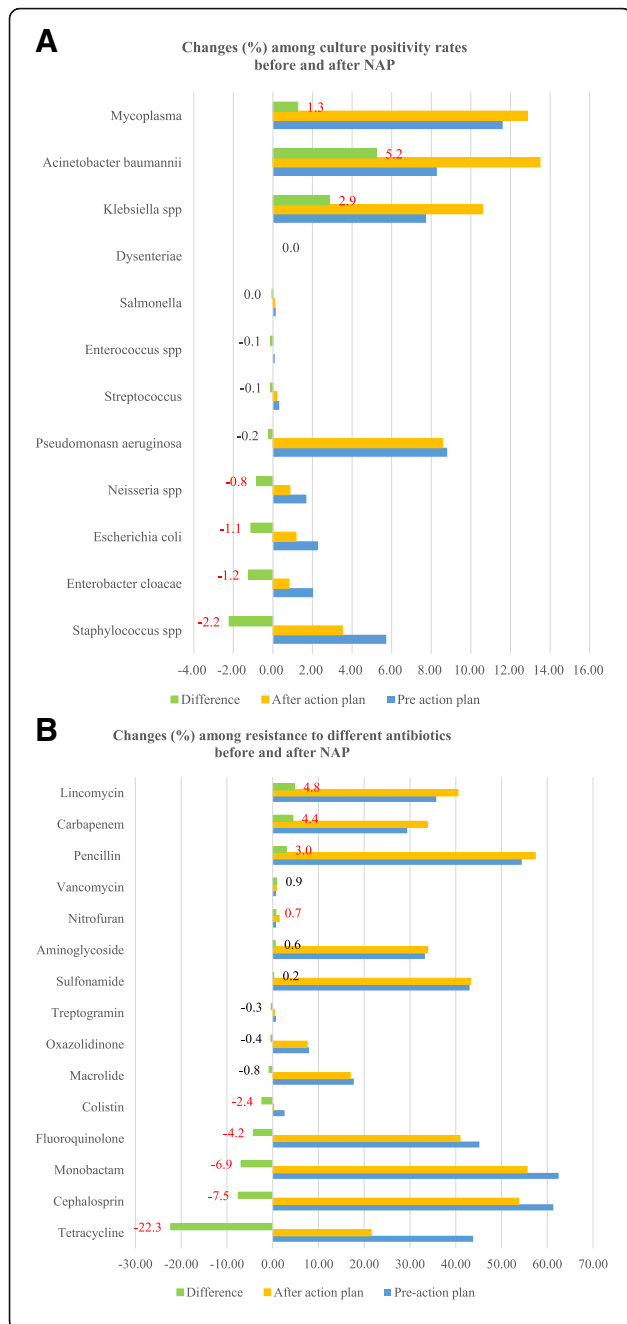 A
Changes (%) among culture positivity rates
before and after NAP
Mycoplasma
1.3
Acinetobacter baumannii
5.2
Klebsiella spp
2.9
Dysenteriae
0.0
Salmonella
0.0
Enterococcus spp
-0.1
Streptococcus
-0.1
Pseudomonasn aeruginosa
-0.2
Neisseria spp
-0.8
Escherichia coli
-1.1
Enterobacter cloacae
-1.2
Staphylococcus spp
-2.2
-4.00 -2.00 0.00 2.00 4.00 6.00 8.00 10.00 12.00 14.00 16.00
Difference After action plan Pre action plan
B
Changes (%) among resistance to different antibiotics
before and after NAP
Lincomycin
4.8
Carbapenem
4.4
Pencillin
3.0
Vancomycin
0.9
Nitrofuran
0.7
Aminoglycoside
0.6
Sulfonamide
0.2
Treptogramin
-0.3
Oxazolidinone
-0.4
Macrolide
-0.8
Colistin
-2.4
Fluoroquinolone
-4.2
Monobactam
-6.9
Cephalosprin
-7.5
Tetracycline
-22.3
-30.00 -20.00 -10.00 0.00 10.00 20.00 30.00 40.00 50.00 60.00 70.00
Difference After action plan Pre-action plan